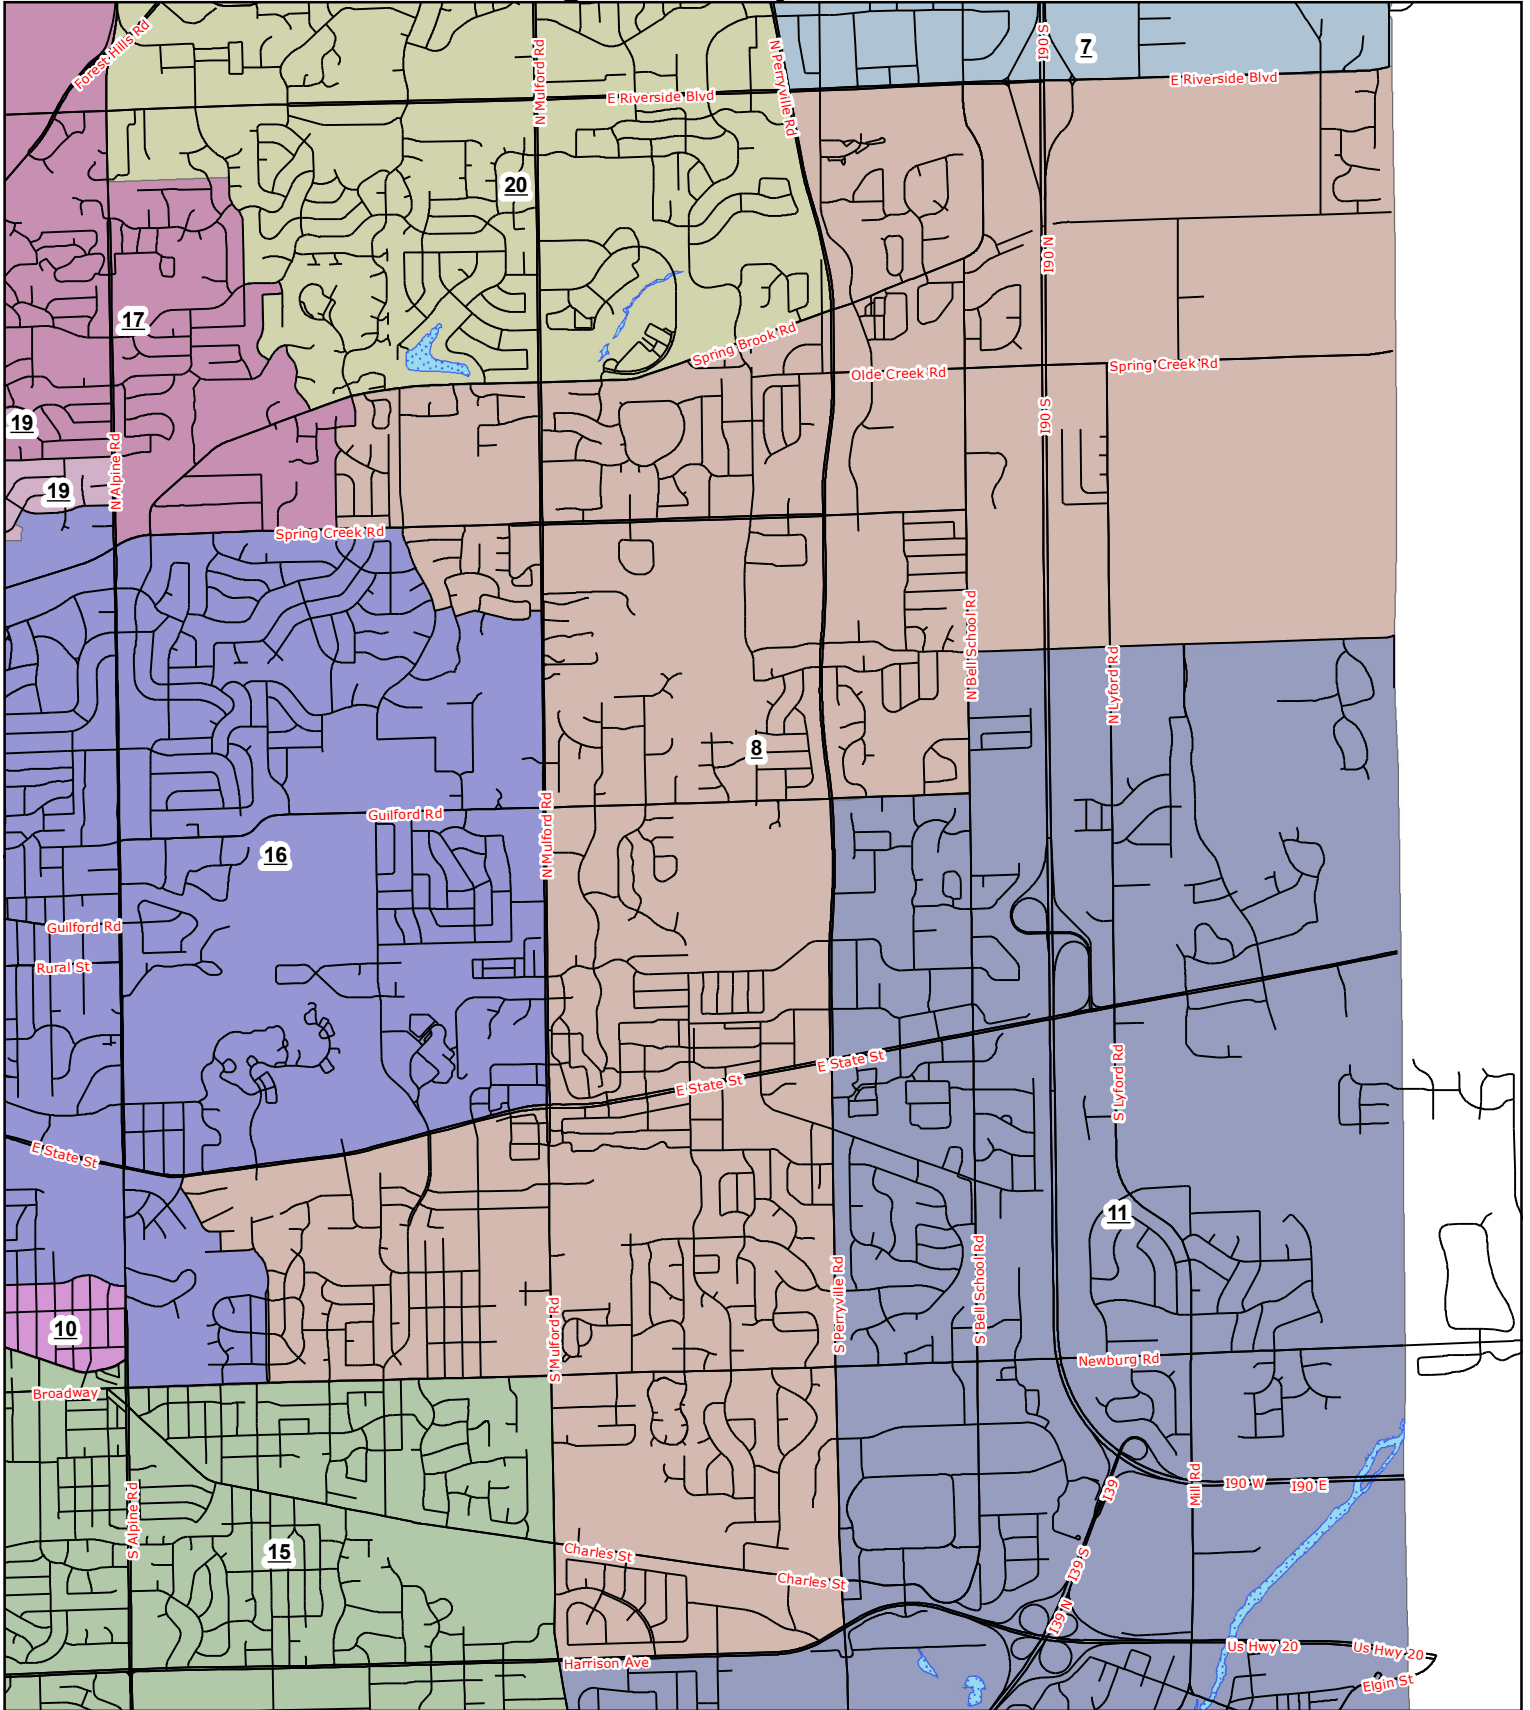 Forest Hills Rd
N Mulford Rd
N Perryville Rd
I90 S
7
E Riverside Blvd
E Riverside Blvd
20
I90 N
17
Spring Brook Rd
Olde Creek Rd
Spring Creek Rd
19
I90 S
N Alpine Rd
19
Spring Creek Rd
N Bell School Rd
N Lyford Rd
8
Guilford Rd
N Mulford Rd
16
Guilford Rd
Rural St
E State St
E State St
S Lyford Rd
E State St
11
S Bell School Rd
S Perryville Rd
S Mulford Rd
10
Newburg Rd
Broadway
S Alpine Rd
I39
Mill Rd
I90 W
I90 E
15
Charles St
I39 S
Charles St
I39 N
Us Hwy 20
Us Hwy 20
Harrison Ave
Elgin St